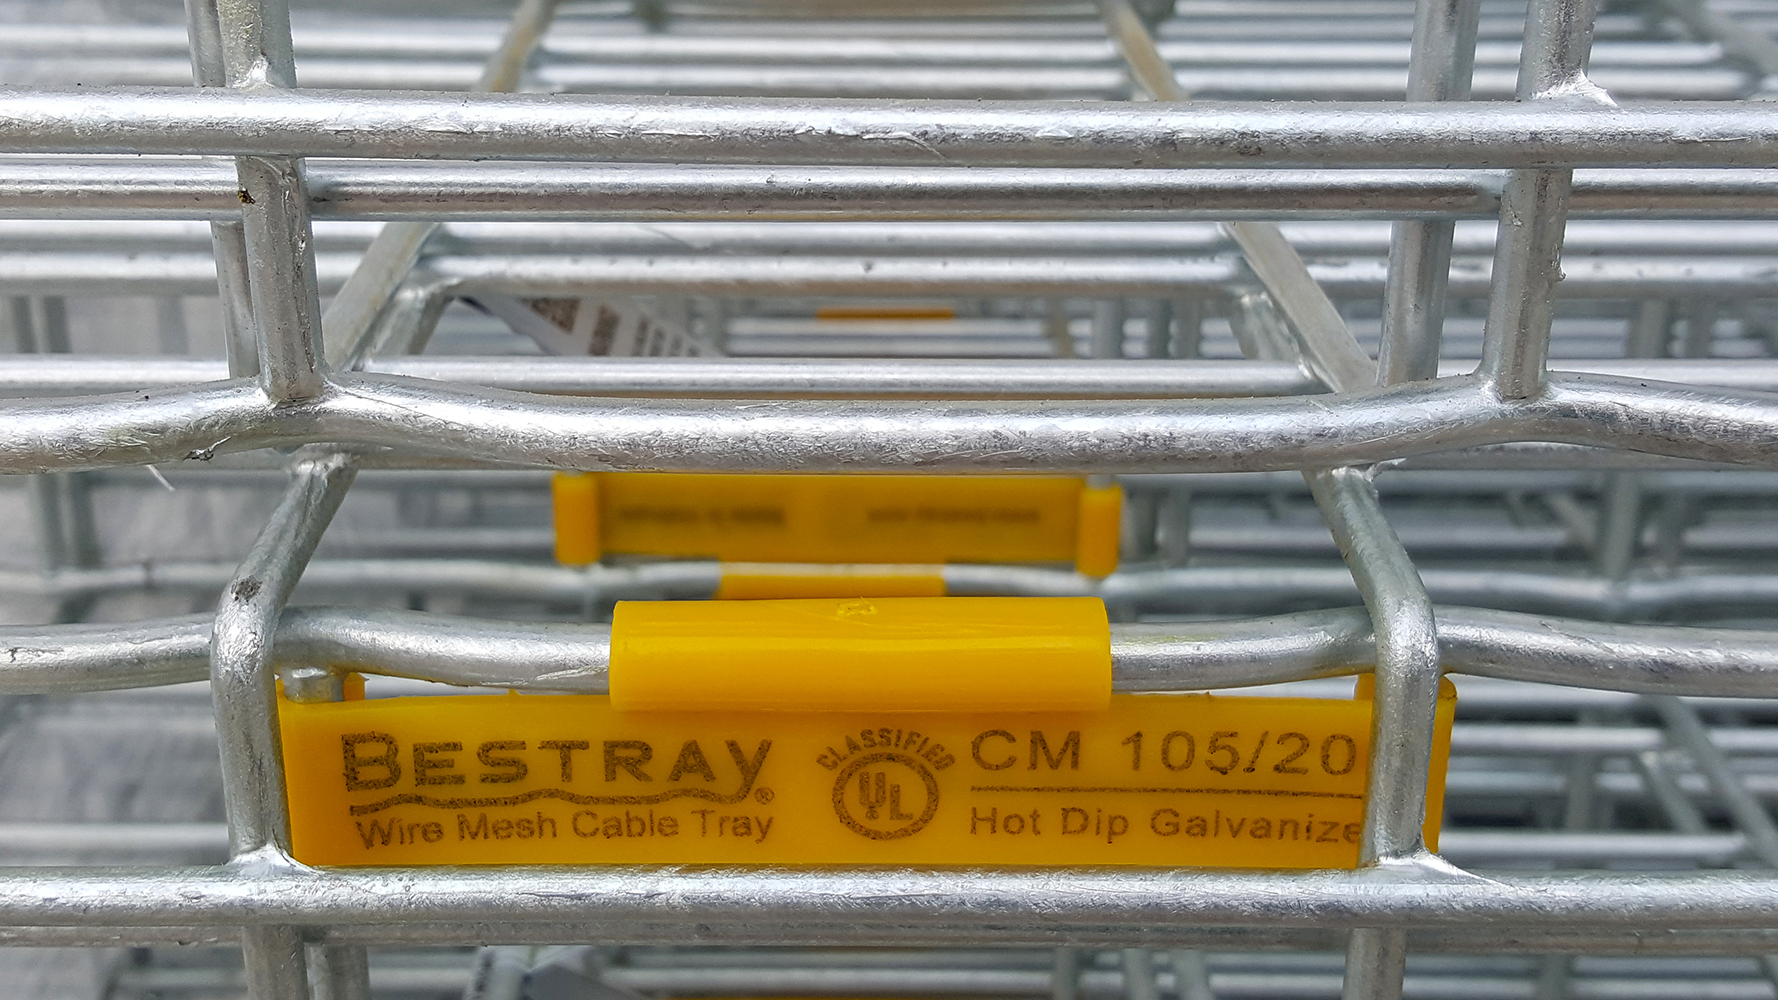 BESTRAY®
Wire Mesh Cable Tray
CLASSIFIED
UL
CM 105/20
Hot Dip Galvanize